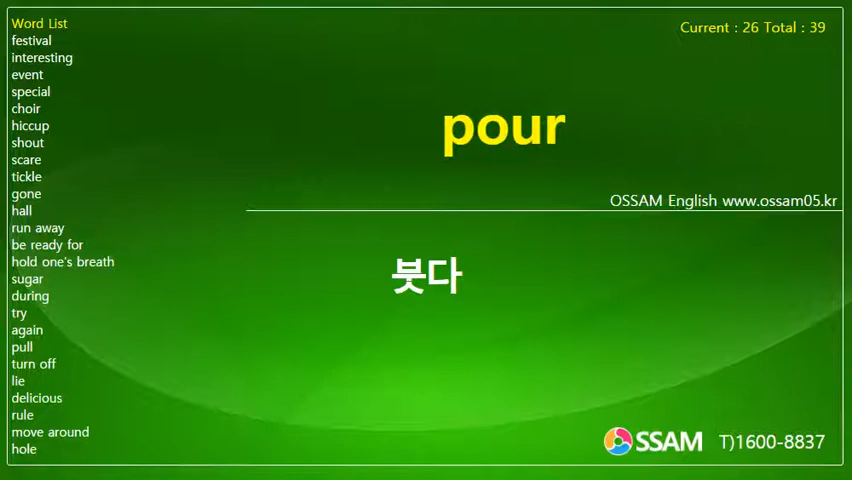 Word List
festival
interesting
event
special
choir
hiccup
shout
scare
tickle
gone
hall
run away
be ready for
hold one's breath
sugar
during
try
again
pull
turn off
lie
delicious
rule
move around
hole
Current : 26 Total : 39
pour
OSSAM English www.ossam05.kr
붓다
OSSAM T)1600-8837